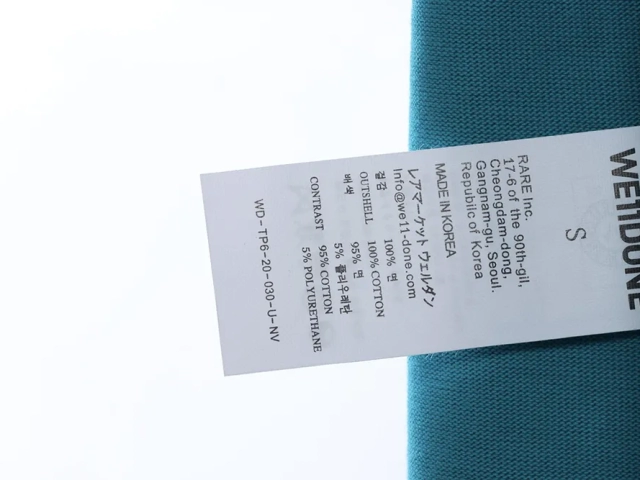 WE11DONE
S
RARE Inc.
17-6 of the 90th-gil,
Cheongdam-dong,
Gangnam-gu, Seoul.
Republic of Korea
MADE IN KOREA
レアマーケット ウェルダン
Info@we11-done.com
겉감 100% 면
OUTSHELL 100% COTTON
배색 95% 면
5% 폴리우레탄
CONTRAST 95% COTTON
5% POLYURETHANE
WD-TP6-20-030-U-NV